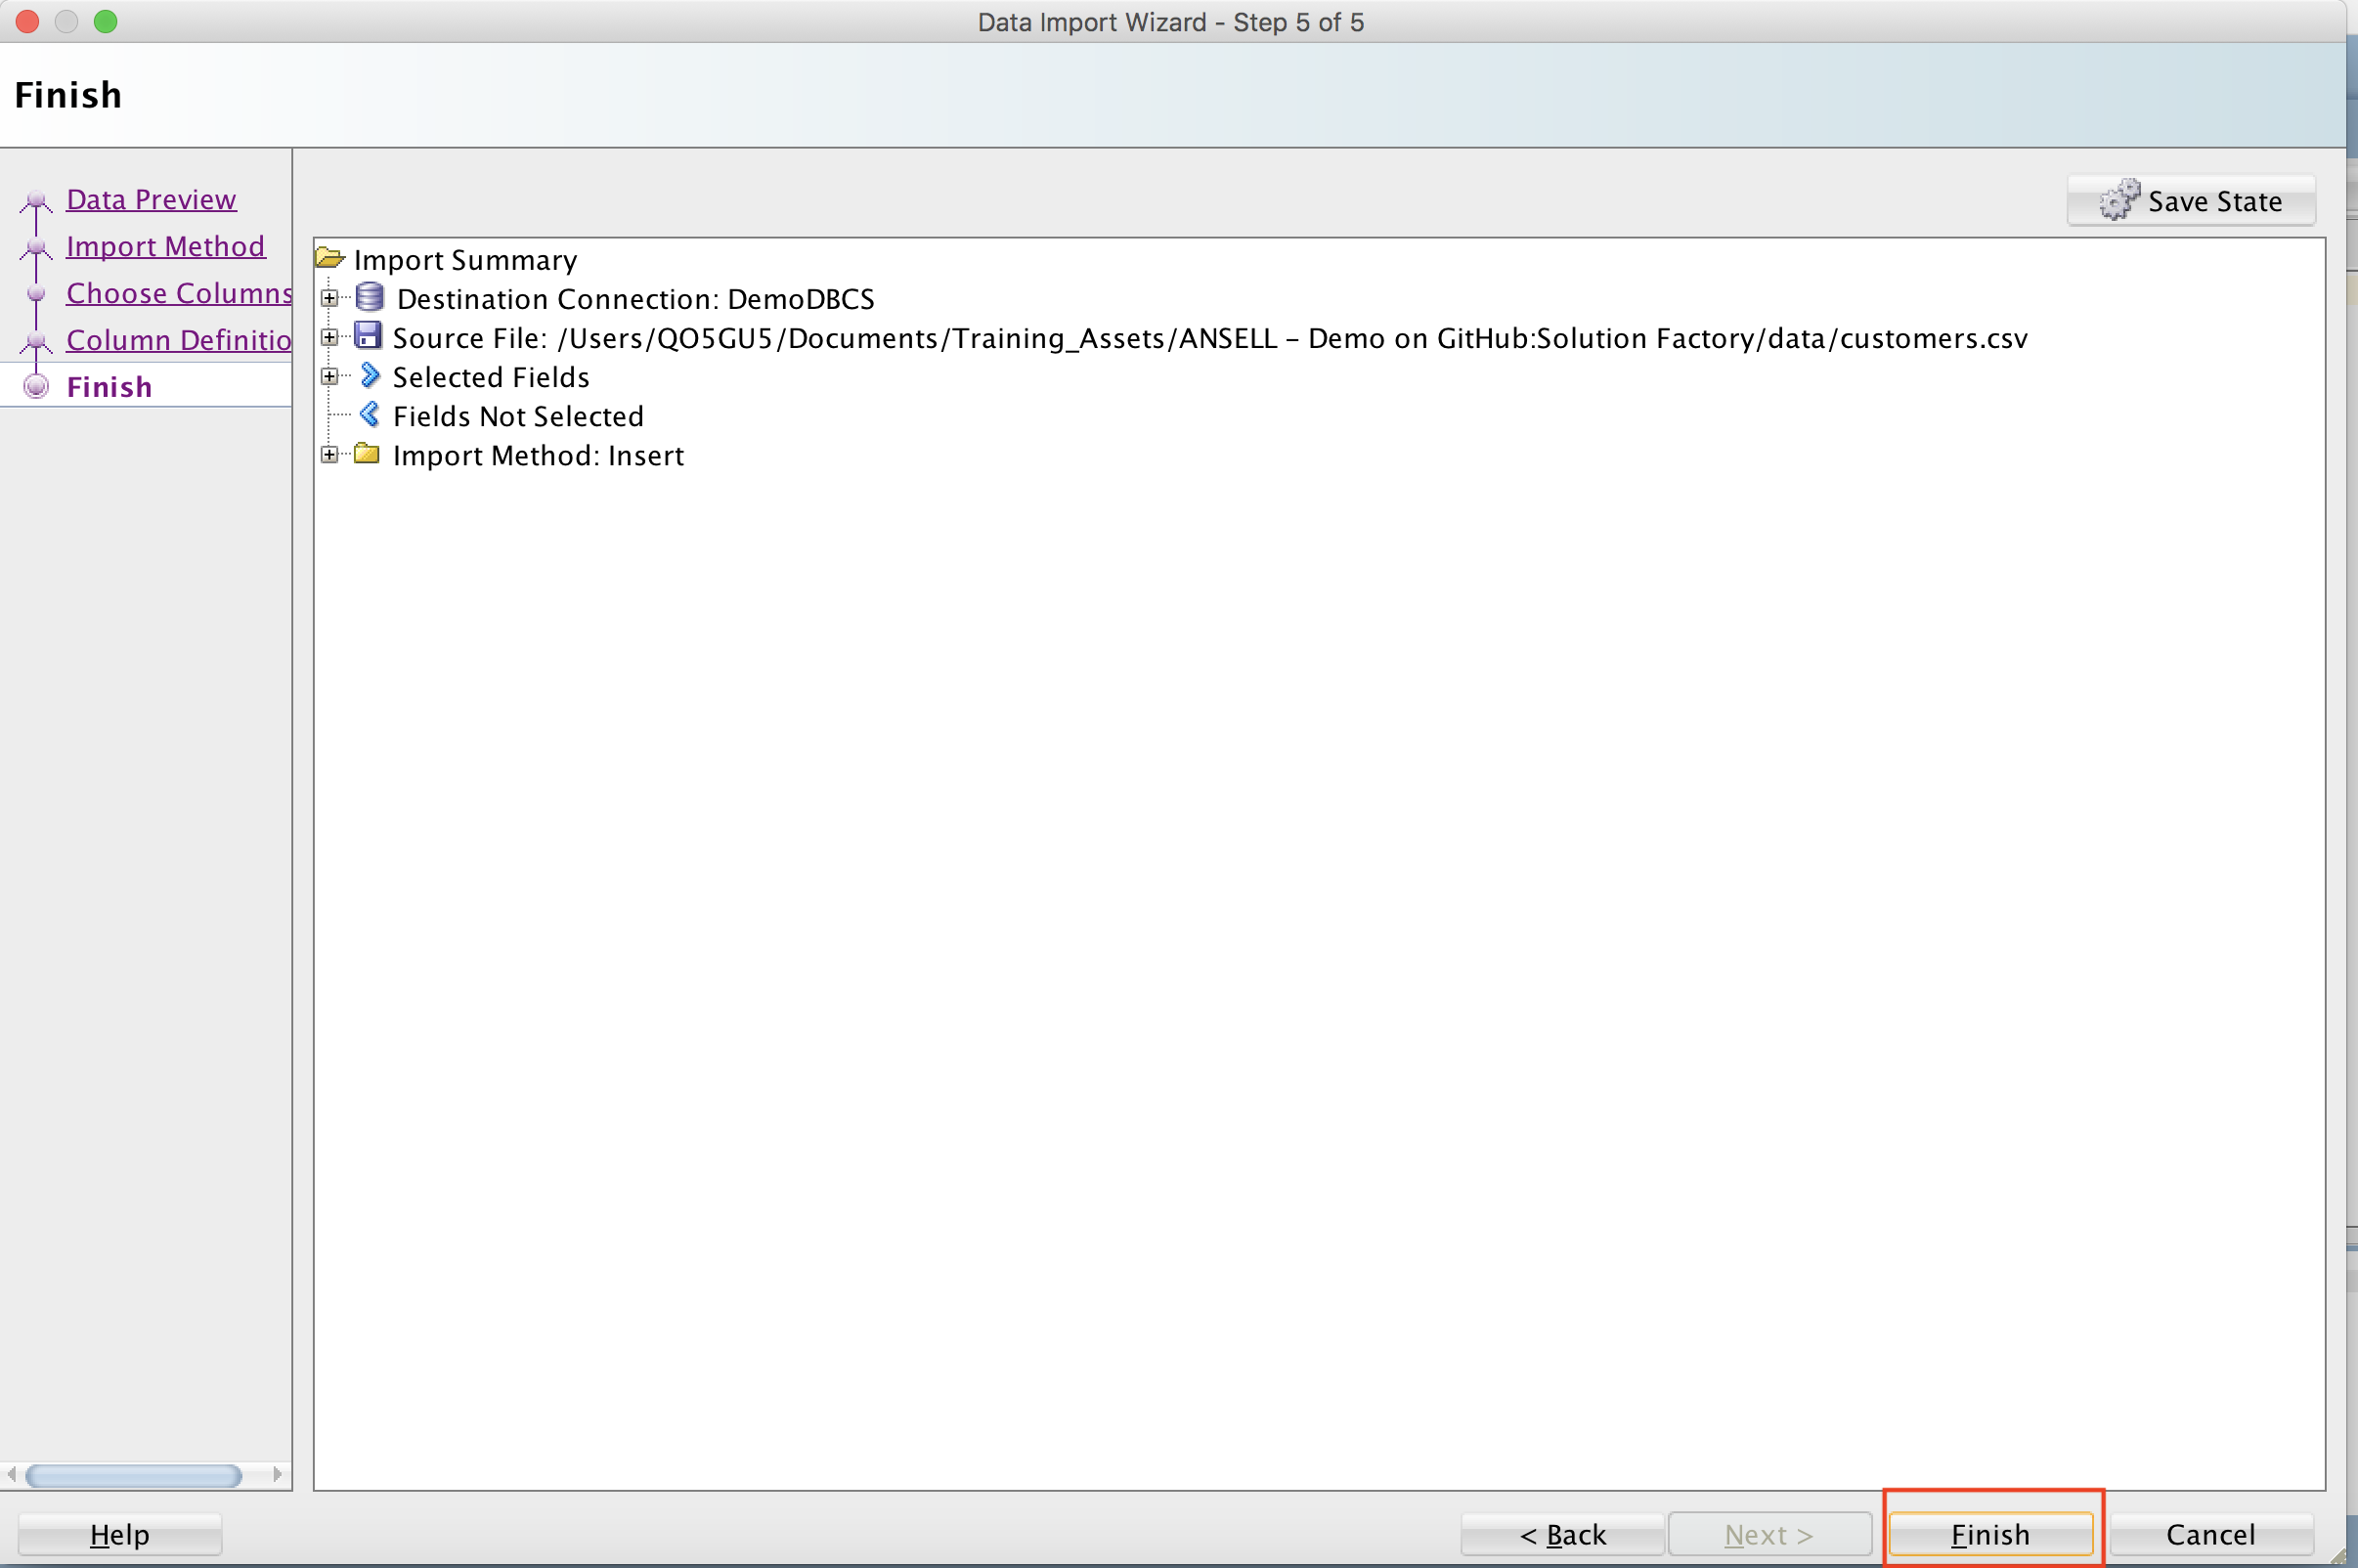 Data Import Wizard - Step 5 of 5
Finish
Data Preview
Import Method
Choose Columns
Column Definitio
Finish
Save State
Import Summary
Destination Connection: DemoDBCS
Source File: /Users/QO5GU5/Documents/Training_Assets/ANSELL – Demo on GitHub:Solution Factory/data/customers.csv
Selected Fields
Fields Not Selected
Import Method: Insert
Help
< Back
Next >
Finish
Cancel